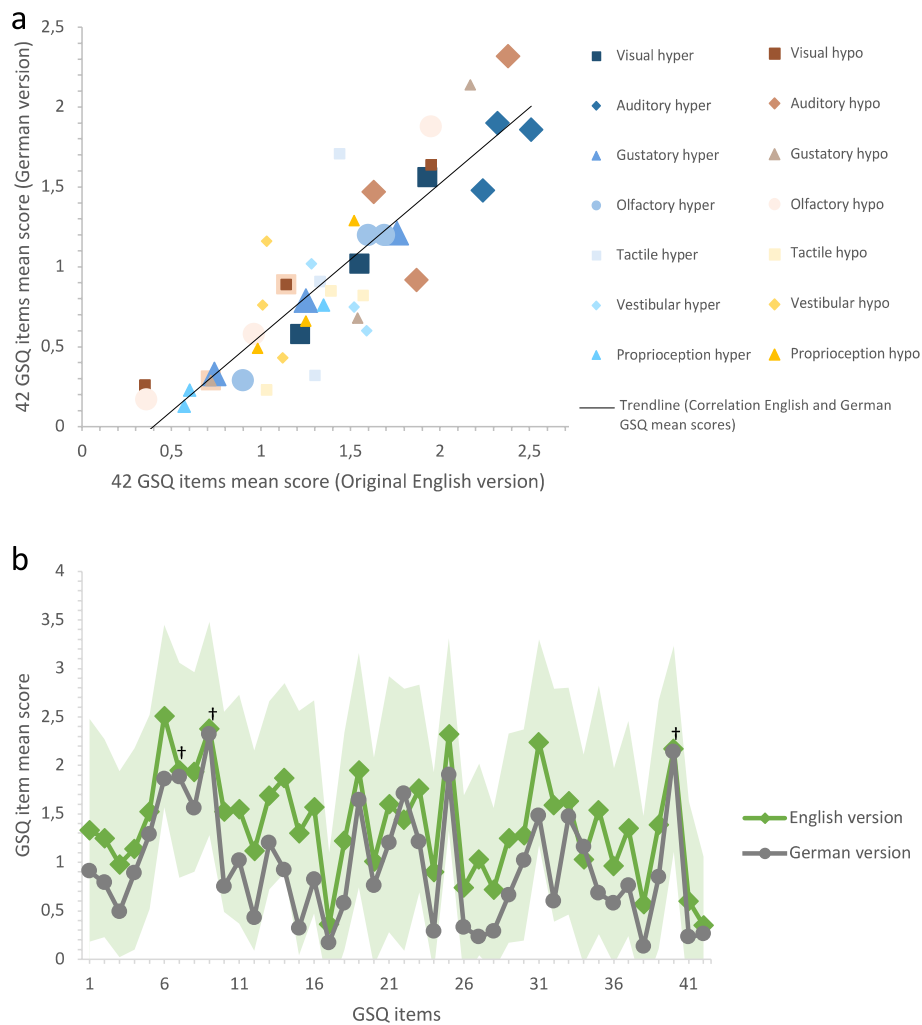 a
42 GSQ items mean score (German version)
2,5
2
1,5
1
0,5
0
0 0,5 1 1,5 2 2,5
42 GSQ items mean score (Original English version)
Visual hyper
Visual hypo
Auditory hyper
Auditory hypo
Gustatory hyper
Gustatory hypo
Olfactory hyper
Olfactory hypo
Tactile hyper
Tactile hypo
Vestibular hyper
Vestibular hypo
Proprioception hyper
Proprioception hypo
Trendline (Correlation English and German
GSQ mean scores)
b
GSQ item mean score
4
3,5
3
2,5
2
1,5
1
0,5
0
† † †
1 6 11 16 21 26 31 36 41
GSQ items
English version
German version